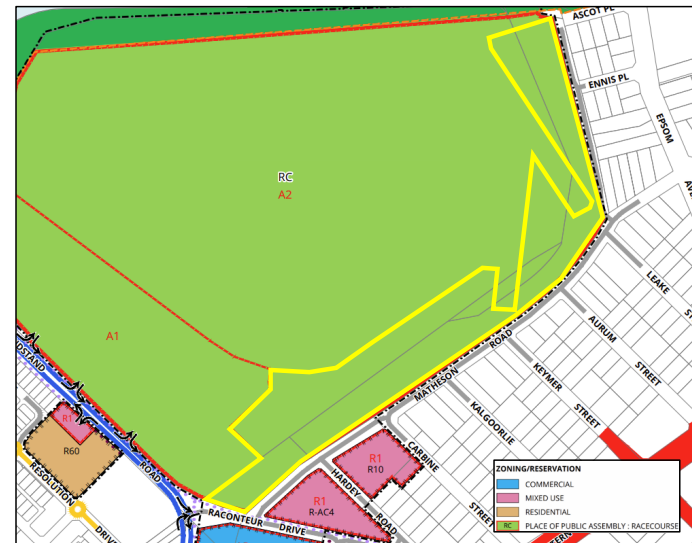 ASCOT PL
ENNIS PL
EPSOM
RC
A2
LEAKE
AURUM
STREET
A1
MATHESON
ROAD
KEYMER
STREET
KALGOORLIE
CARBINE
R1
R60
ROAD
RESOLUTION
R1
R10
HARDEY
ROAD
R1
R-AC4
RACONTEUR
DRIVE
STREET
ZONING/RESERVATION
COMMERCIAL
MIXED USE
RESIDENTIAL
RC PLACE OF PUBLIC ASSEMBLY : RACECOURSE